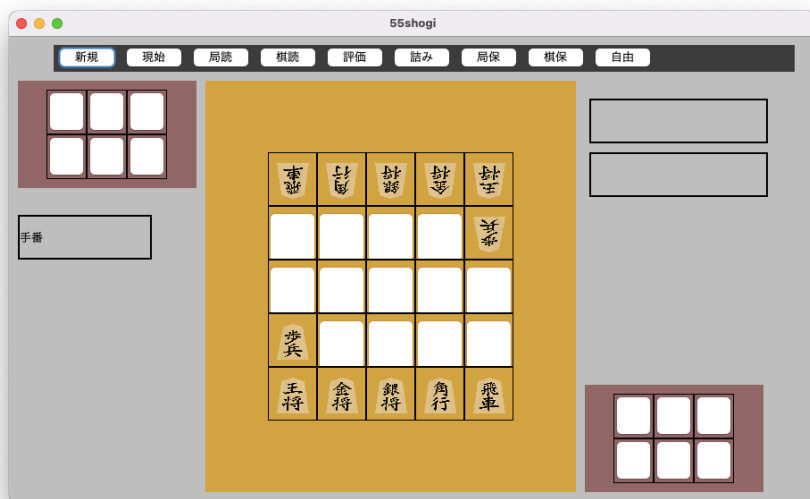 55shogi
新規 現始 局読 棋読 評価 詰み 局保 棋保 自由
手番
飛車 角行 銀将 金将 王将
歩兵
歩兵
王将 金将 銀将 角行 飛車